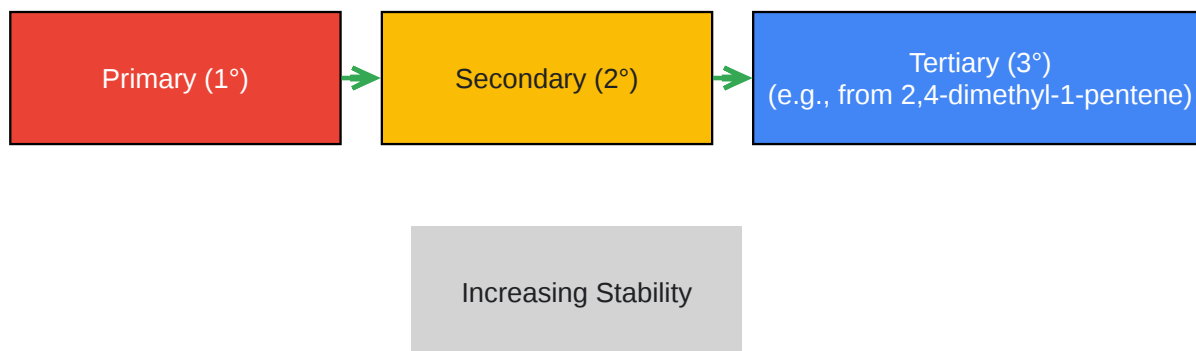 Primary (1°)
Secondary (2°)
Tertiary (3°)
(e.g., from 2,4-dimethyl-1-pentene)
Increasing Stability